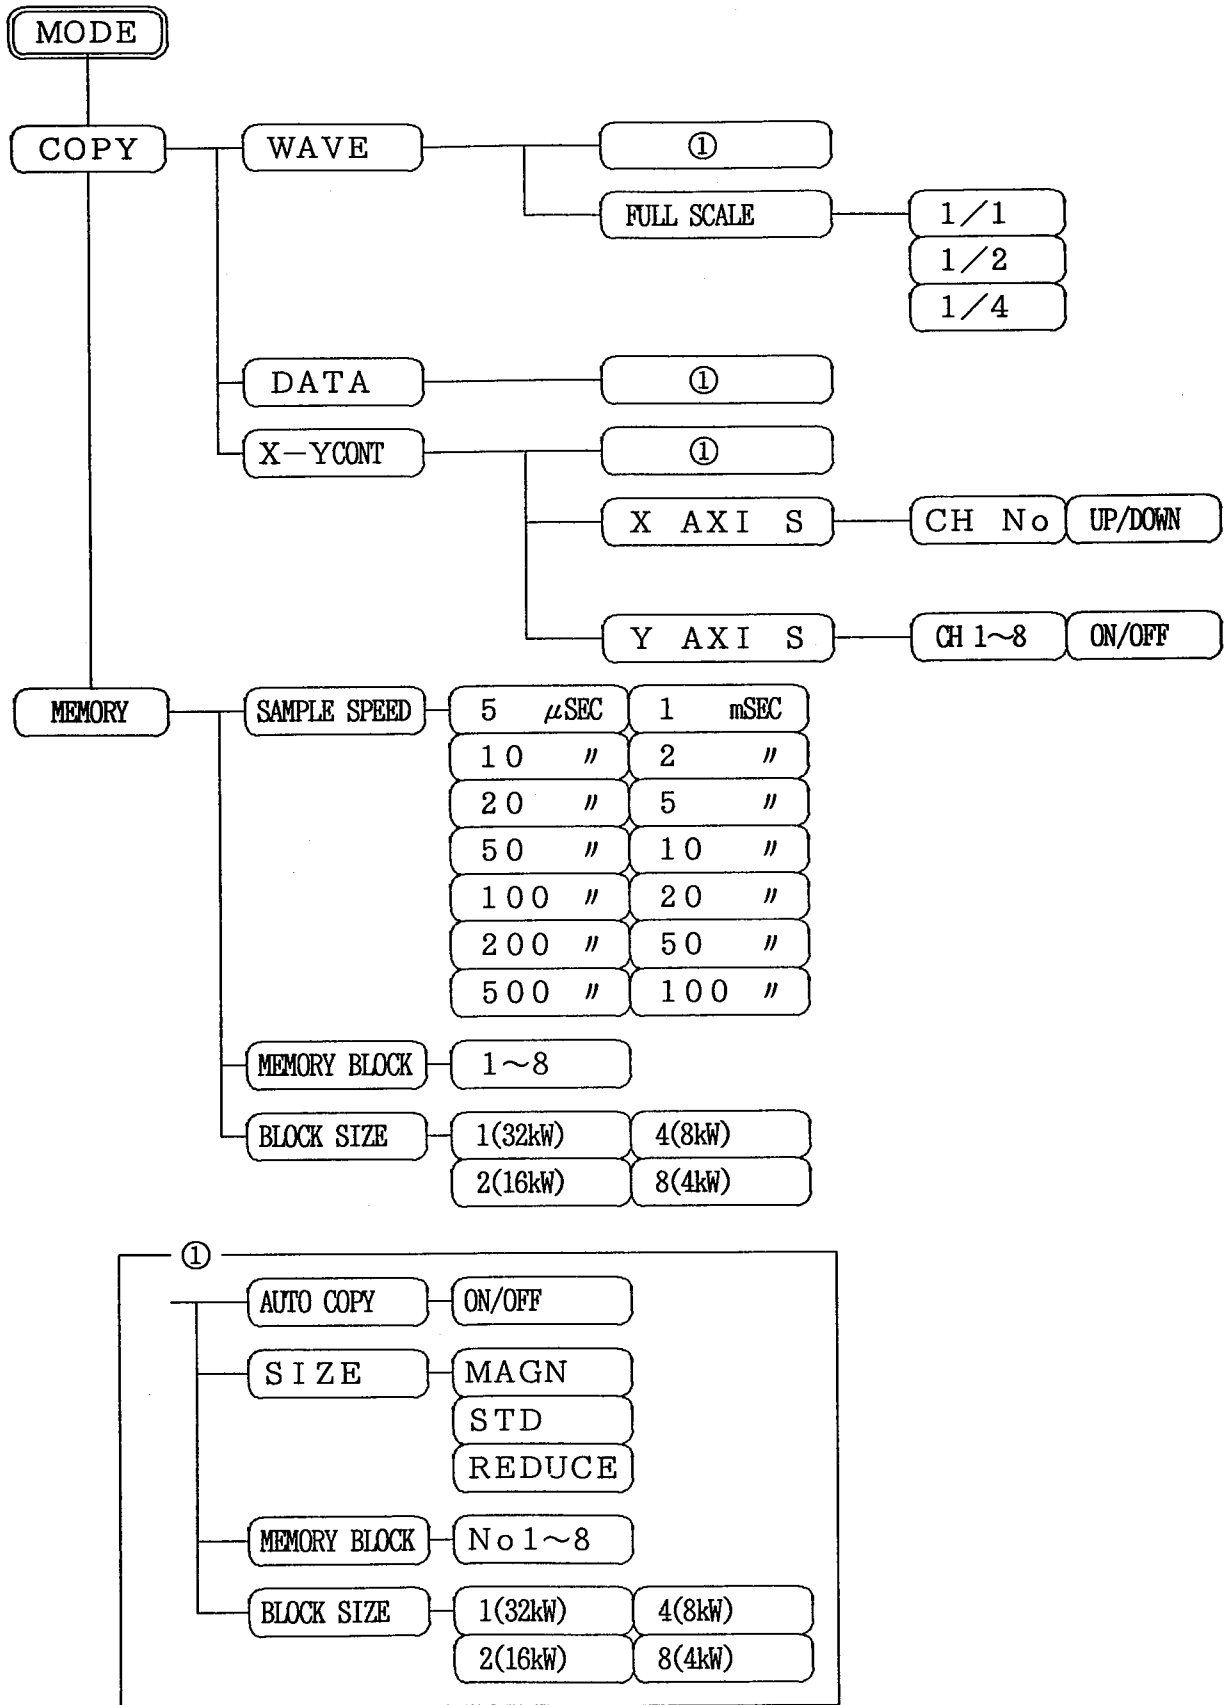 MODE
COPY WAVE ①
FULL SCALE 1／1
1／2
1／4
DATA ①
X－YCONT ①
X AXI S CH No UP/DOWN
Y AXI S CH 1～8 ON/OFF
MEMORY SAMPLE SPEED 5 μSEC 1 mSEC
10 〃 2 〃
20 〃 5 〃
50 〃 10 〃
100 〃 20 〃
200 〃 50 〃
500 〃 100 〃
MEMORY BLOCK 1～8
BLOCK SIZE 1(32kW) 4(8kW)
2(16kW) 8(4kW)
①
AUTO COPY ON/OFF
SIZE MAGN
STD
REDUCE
MEMORY BLOCK No1～8
BLOCK SIZE 1(32kW) 4(8kW)
2(16kW) 8(4kW)